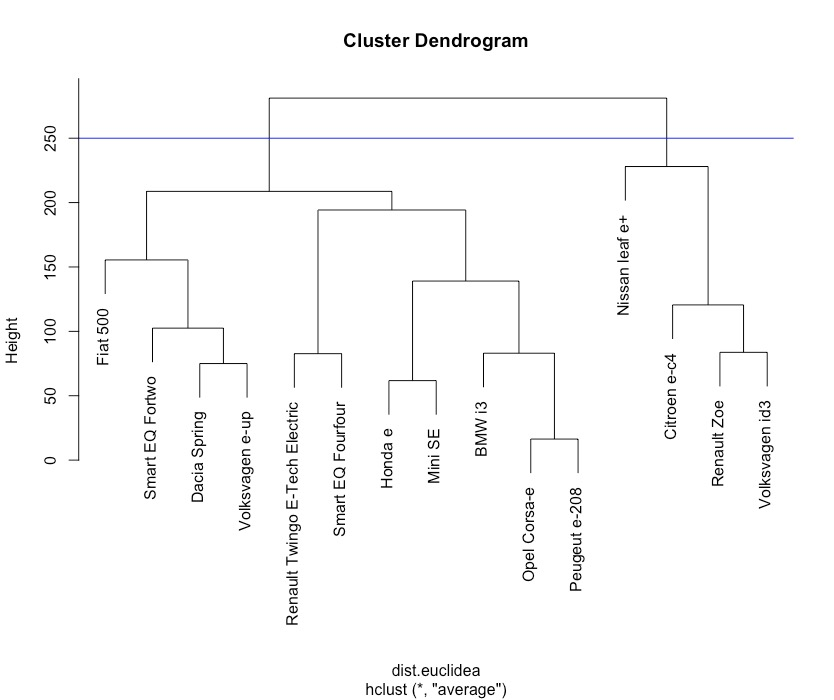 Cluster Dendrogram
Height
250
200
150
100
50
0
Fiat 500
Smart EQ Fortwo
Dacia Spring
Volksvagen e-up
Renault Twingo E-Tech Electric
Smart EQ Fourfour
Honda e
Mini SE
BMW i3
Opel Corsa-e
Peugeut e-208
Nissan leaf e+
Citroen e-c4
Renault Zoe
Volksvagen id3
dist.euclidea
hclust (*, "average")